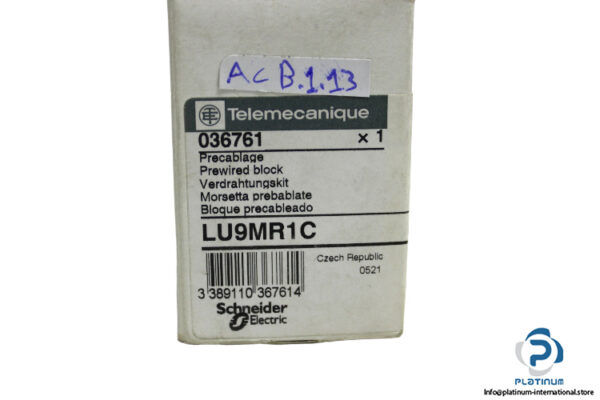 AC B.1.13
Telemecanique
036761 × 1
Precablage
Prewired block
Verdrahtungskit
Morsetta prebablate
Bloque precableado
LU9MR1C
Czech Republic
0521
3 389110 367614
Schneider
Electric
PLATINUM
Info@platinum-international.store